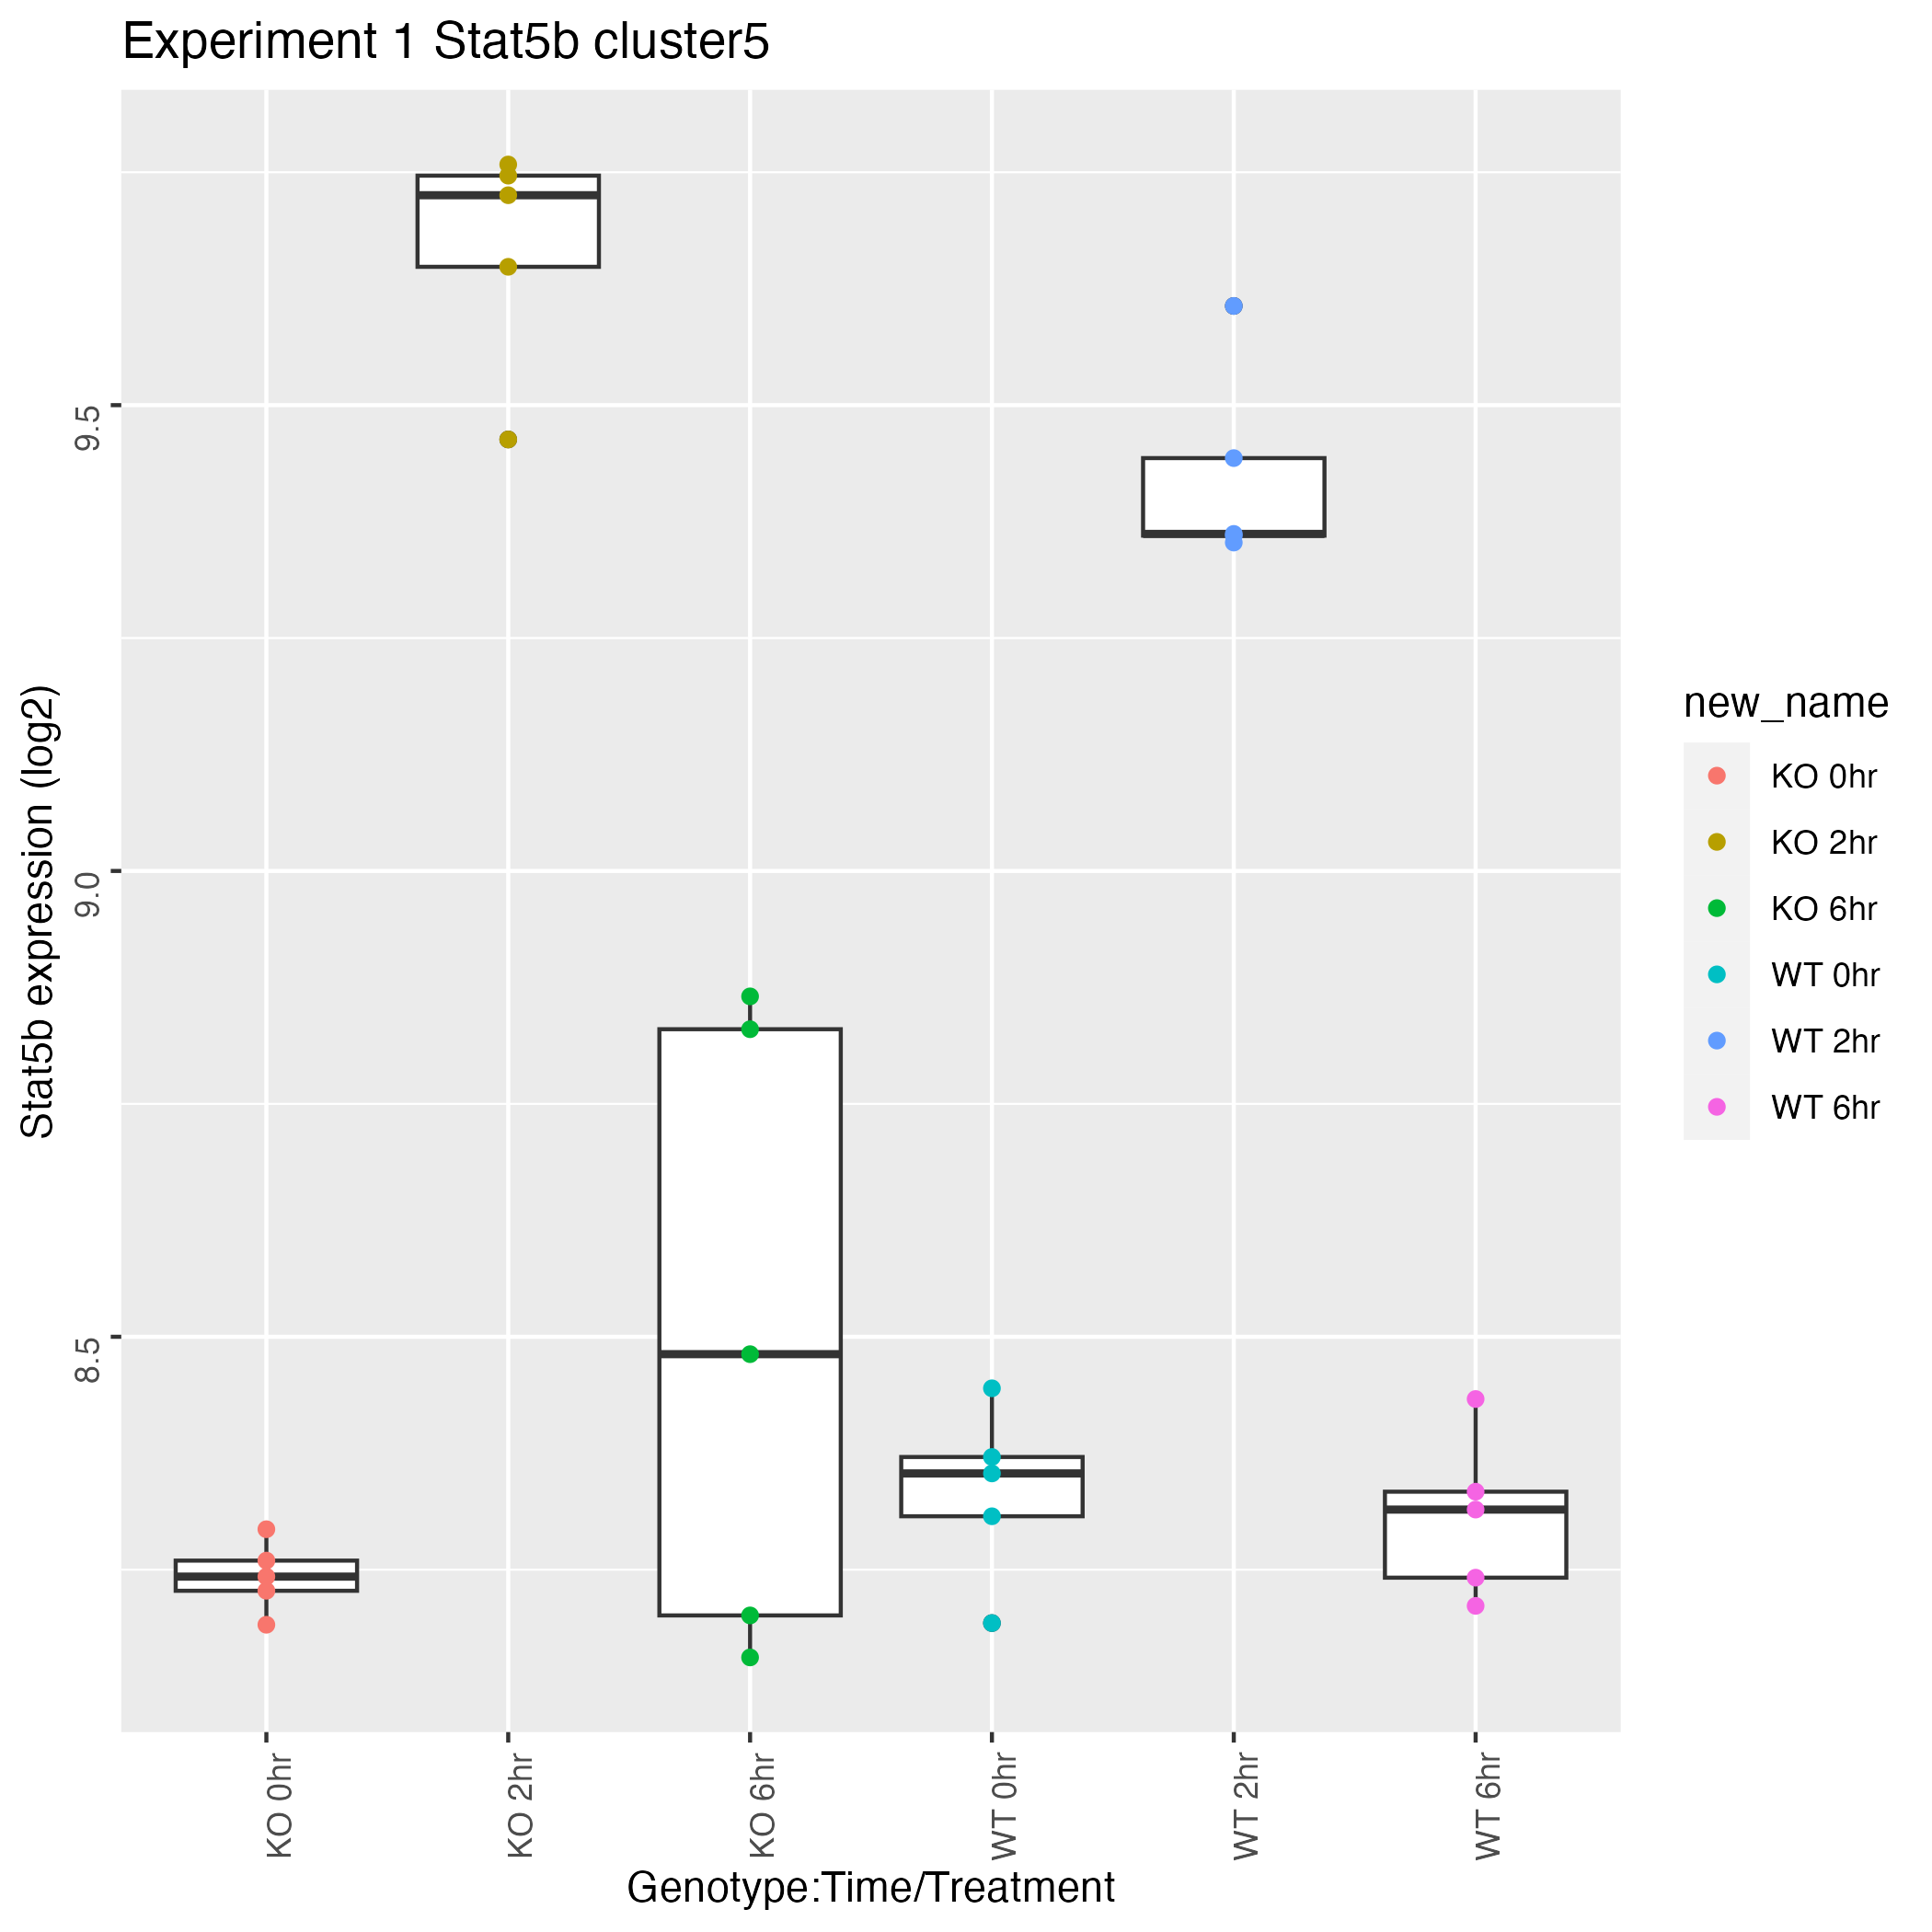 Experiment 1 Stat5b cluster5
Stat5b expression (log2)
9.5
9.0
8.5
KO 0hr
KO 2hr
KO 6hr
WT 0hr
WT 2hr
WT 6hr
Genotype:Time/Treatment
new_name
KO 0hr
KO 2hr
KO 6hr
WT 0hr
WT 2hr
WT 6hr